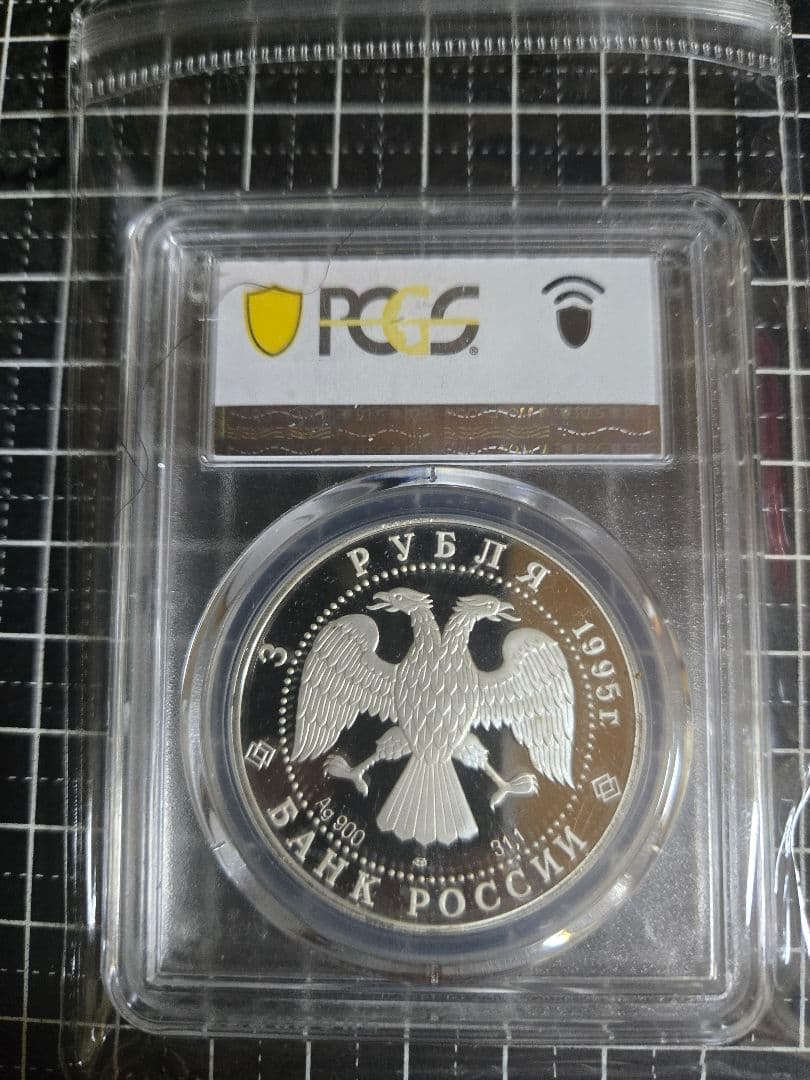 PCGS
3 РУБЛЯ 1995г
Ag 900
31,1
БАНК РОССИИ